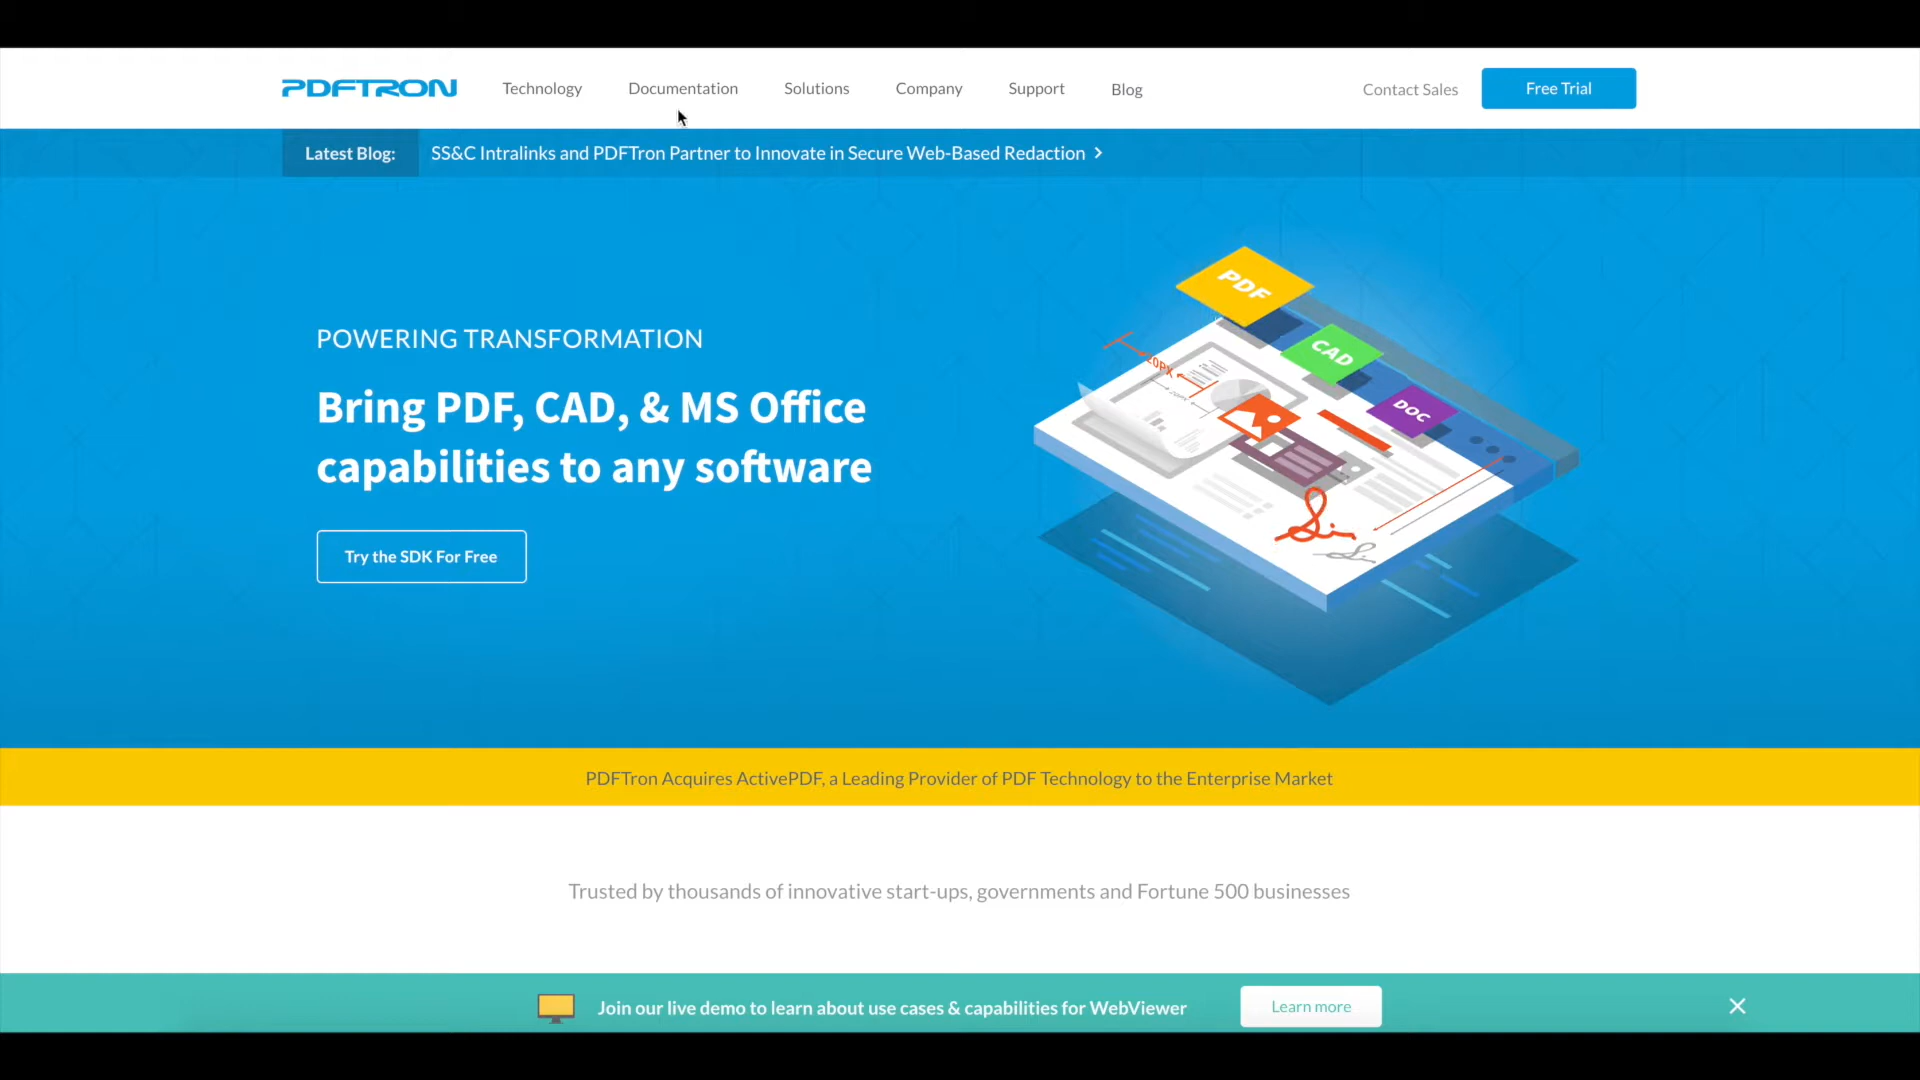 PDFTRON
Technology
Documentation
Solutions
Company
Support
Blog
Contact Sales
Free Trial
Latest Blog:
SS&C Intralinks and PDFTron Partner to Innovate in Secure Web-Based Redaction
POWERING TRANSFORMATION
Bring PDF, CAD, & MS Office
capabilities to any software
Try the SDK For Free
PDF
CAD
DOC
20PX
PDFTron Acquires ActivePDF, a Leading Provider of PDF Technology to the Enterprise Market
Trusted by thousands of innovative start-ups, governments and Fortune 500 businesses
Join our live demo to learn about use cases & capabilities for WebViewer
Learn more